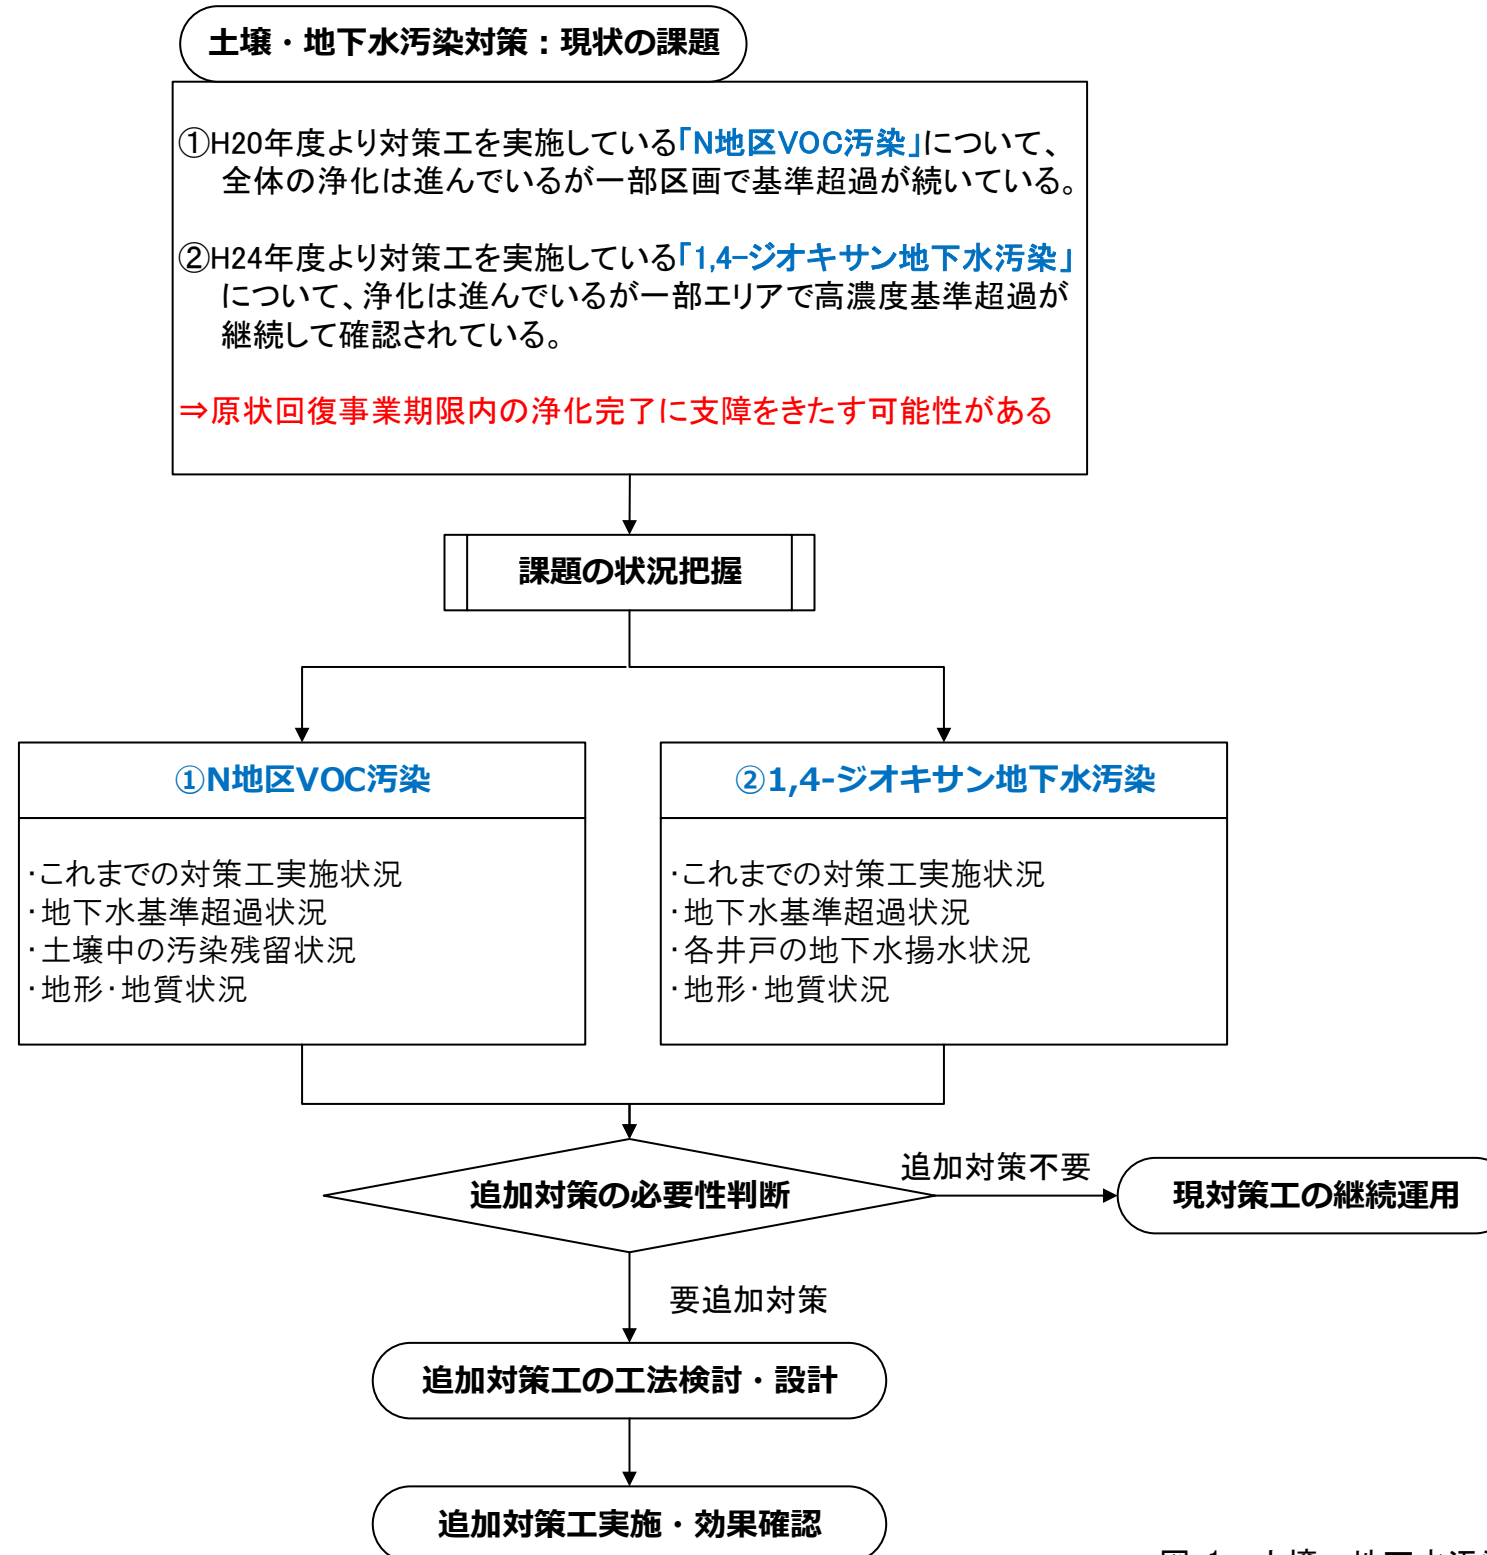 土壌・地下水汚染対策：現状の課題
①H20年度より対策工を実施している「N地区VOC汚染」について、
全体の浄化は進んでいるが一部区画で基準超過が続いている。
②H24年度より対策工を実施している「1,4-ジオキサン地下水汚染」
について、浄化は進んでいるが一部エリアで高濃度基準超過が
継続して確認されている。
⇒原状回復事業期限内の浄化完了に支障をきたす可能性がある
課題の状況把握
①N地区VOC汚染
・これまでの対策工実施状況
・地下水基準超過状況
・土壌中の汚染残留状況
・地形・地質状況
②1,4-ジオキサン地下水汚染
・これまでの対策工実施状況
・地下水基準超過状況
・各井戸の地下水揚水状況
・地形・地質状況
追加対策の必要性判断
追加対策不要
現対策工の継続運用
要追加対策
追加対策工の工法検討・設計
追加対策工実施・効果確認